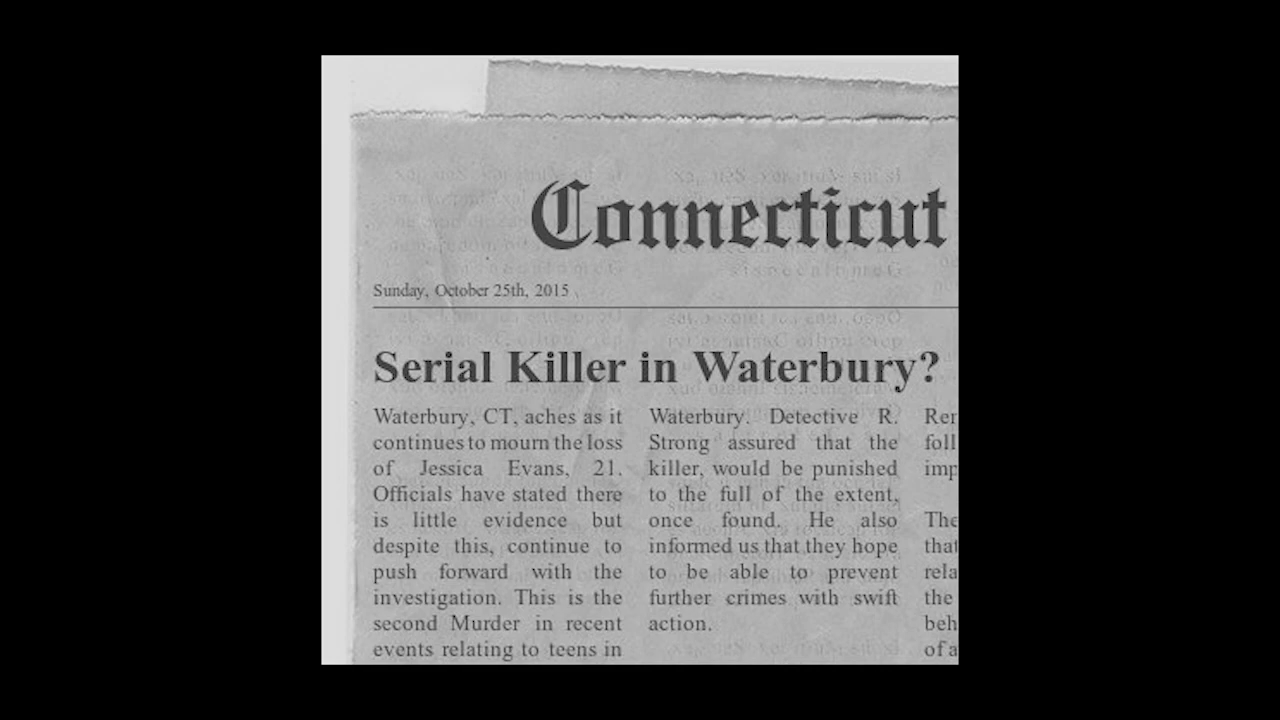 Connecticut
Sunday, October 25th, 2015
Serial Killer in Waterbury?
Waterbury, CT, aches as it
continues to mourn the loss
of Jessica Evans, 21.
Officials have stated there
is little evidence but
despite this, continue to
push forward with the
investigation. This is the
second Murder in recent
events relating to teens in
Waterbury. Detective R.
Strong assured that the
killer, would be punished
to the full of the extent,
once found. He also
informed us that they hope
to be able to prevent
further crimes with swift
action.
The
that
the
of a